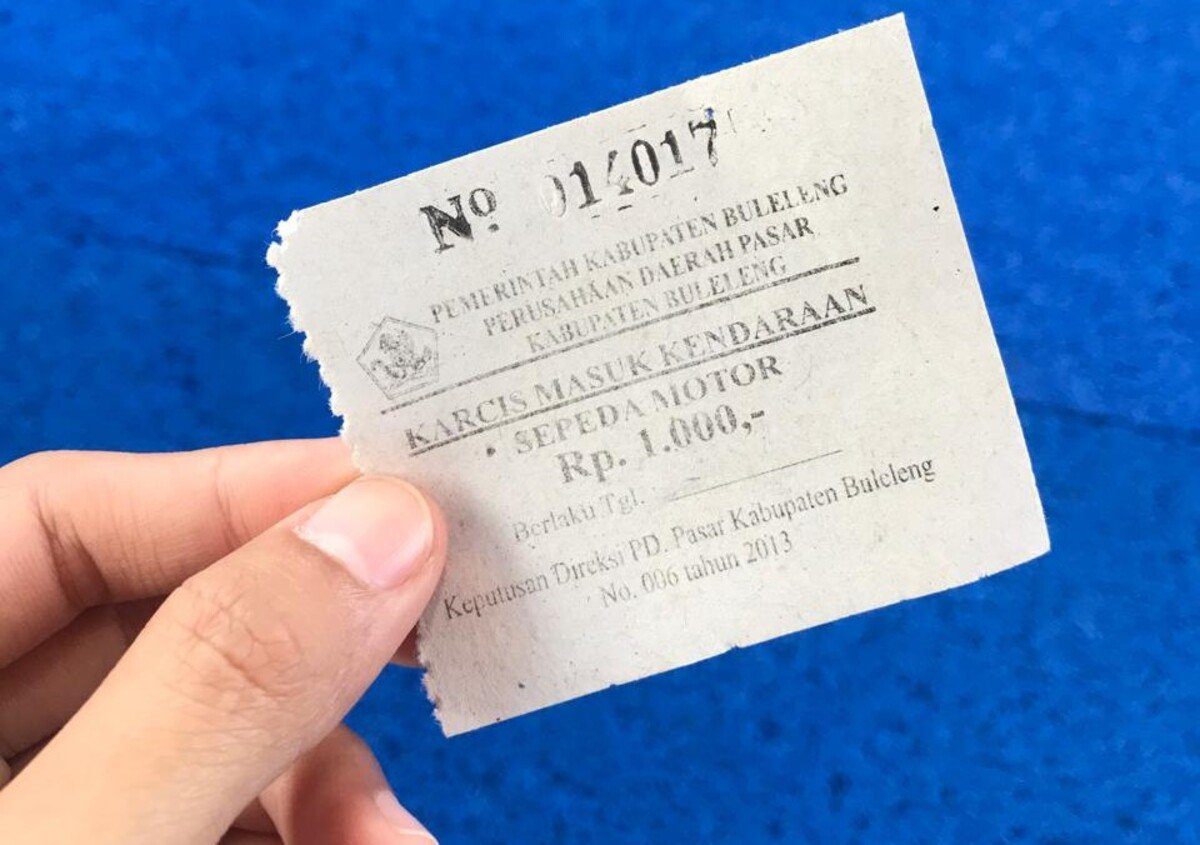 No 014017
PEMERINTAH KABUPATEN BULELENG
PERUSAHAAN DAERAH PASAR
KABUPATEN BULELENG
KARCIS MASUK KENDARAAN
SEPEDA MOTOR
Rp. 1.000,-
Berlaku Tgl.
Keputusan Direksi PD. Pasar Kabupaten Buleleng
No. 006 tahun 2013